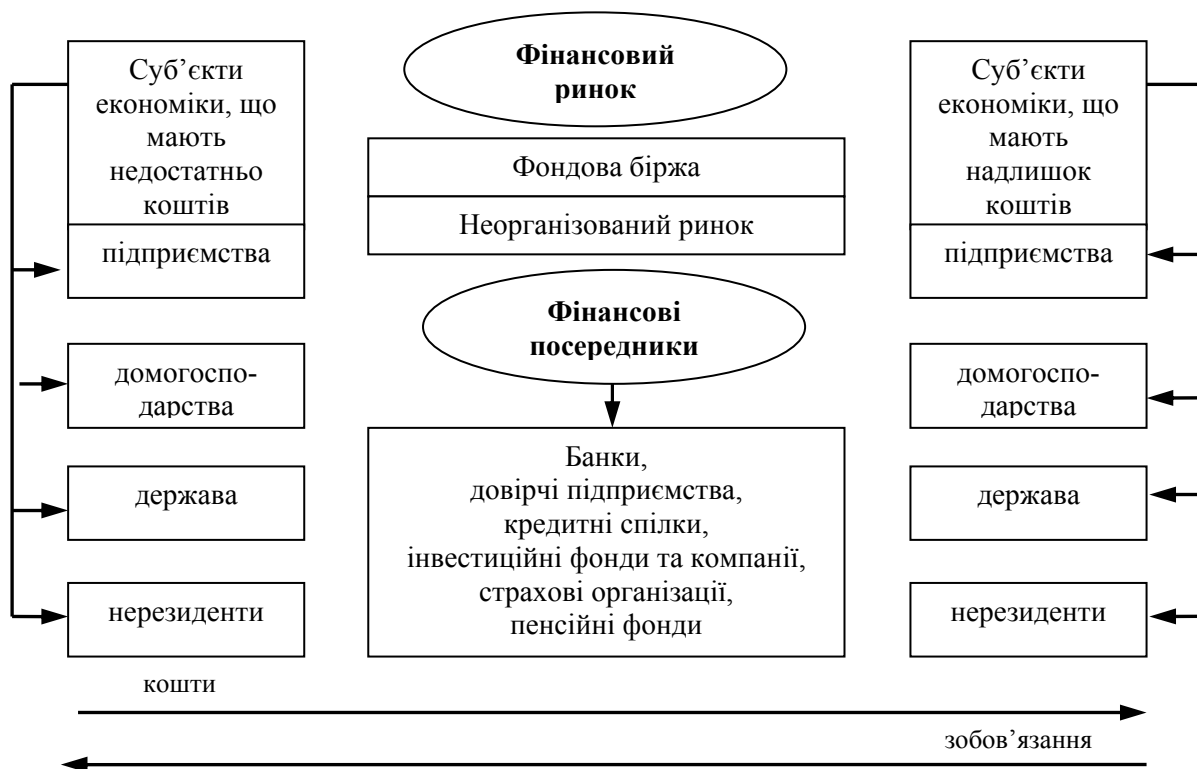 Суб’єкти
економіки, що
мають
недостатньо
коштів
підприємства
домогоспо-
дарства
держава
нерезиденти
Фінансовий
ринок
Фондова біржа
Неорганізований ринок
Фінансові
посередники
Банки,
довірчі підприємства,
кредитні спілки,
інвестиційні фонди та компанії,
страхові організації,
пенсійні фонди
Суб’єкти
економіки, що
мають
надлишок
коштів
підприємства
домогоспо-
дарства
держава
нерезиденти
кошти
зобов’язання